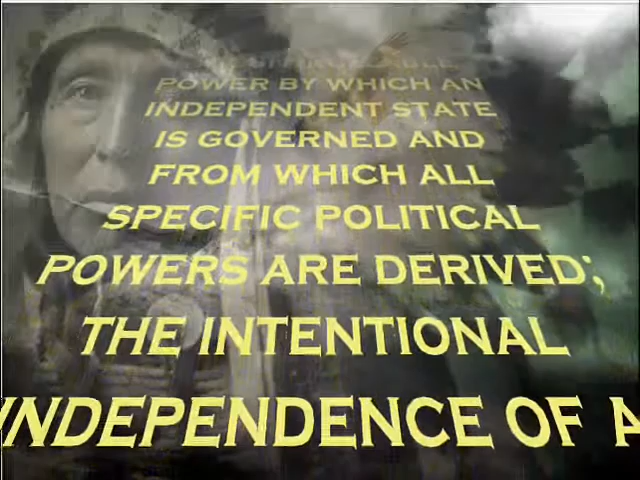 POWER BY WHICH AN
INDEPENDENT STATE
IS GOVERNED AND
FROM WHICH ALL
SPECIFIC POLITICAL
POWERS ARE DERIVED;
THE INTENTIONAL
INDEPENDENCE OF A